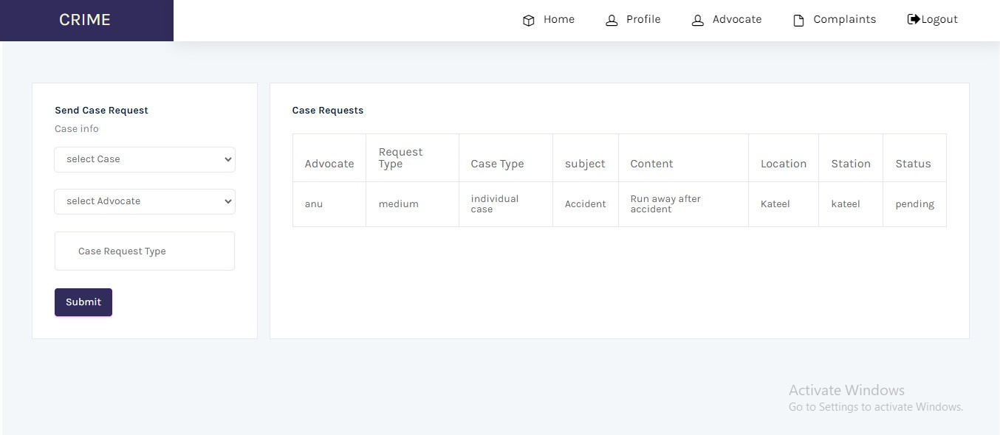 CRIME
Home
Profile
Advocate
Complaints
Logout
Send Case Request
Case info
select Case
select Advocate
Case Request Type
Submit
Case Requests
Advocate
Request
Type
Case Type
subject
Content
Location
Station
Status
anu
medium
individual
case
Accident
Run away after
accident
Kateel
kateel
pending
Activate Windows
Go to Settings to activate Windows.